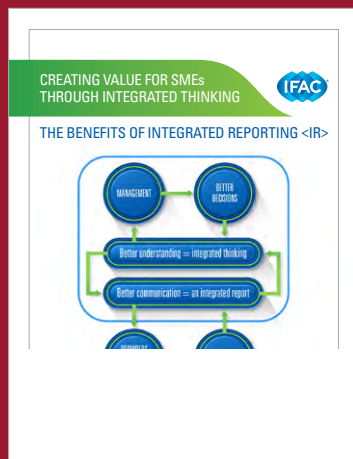 CREATING VALUE FOR SMEs
THROUGH INTEGRATED THINKING
IFAC
THE BENEFITS OF INTEGRATED REPORTING <IR>
MANAGEMENT
BETTER
DECISIONS
Better understanding = integrated thinking
Better communication = an integrated report